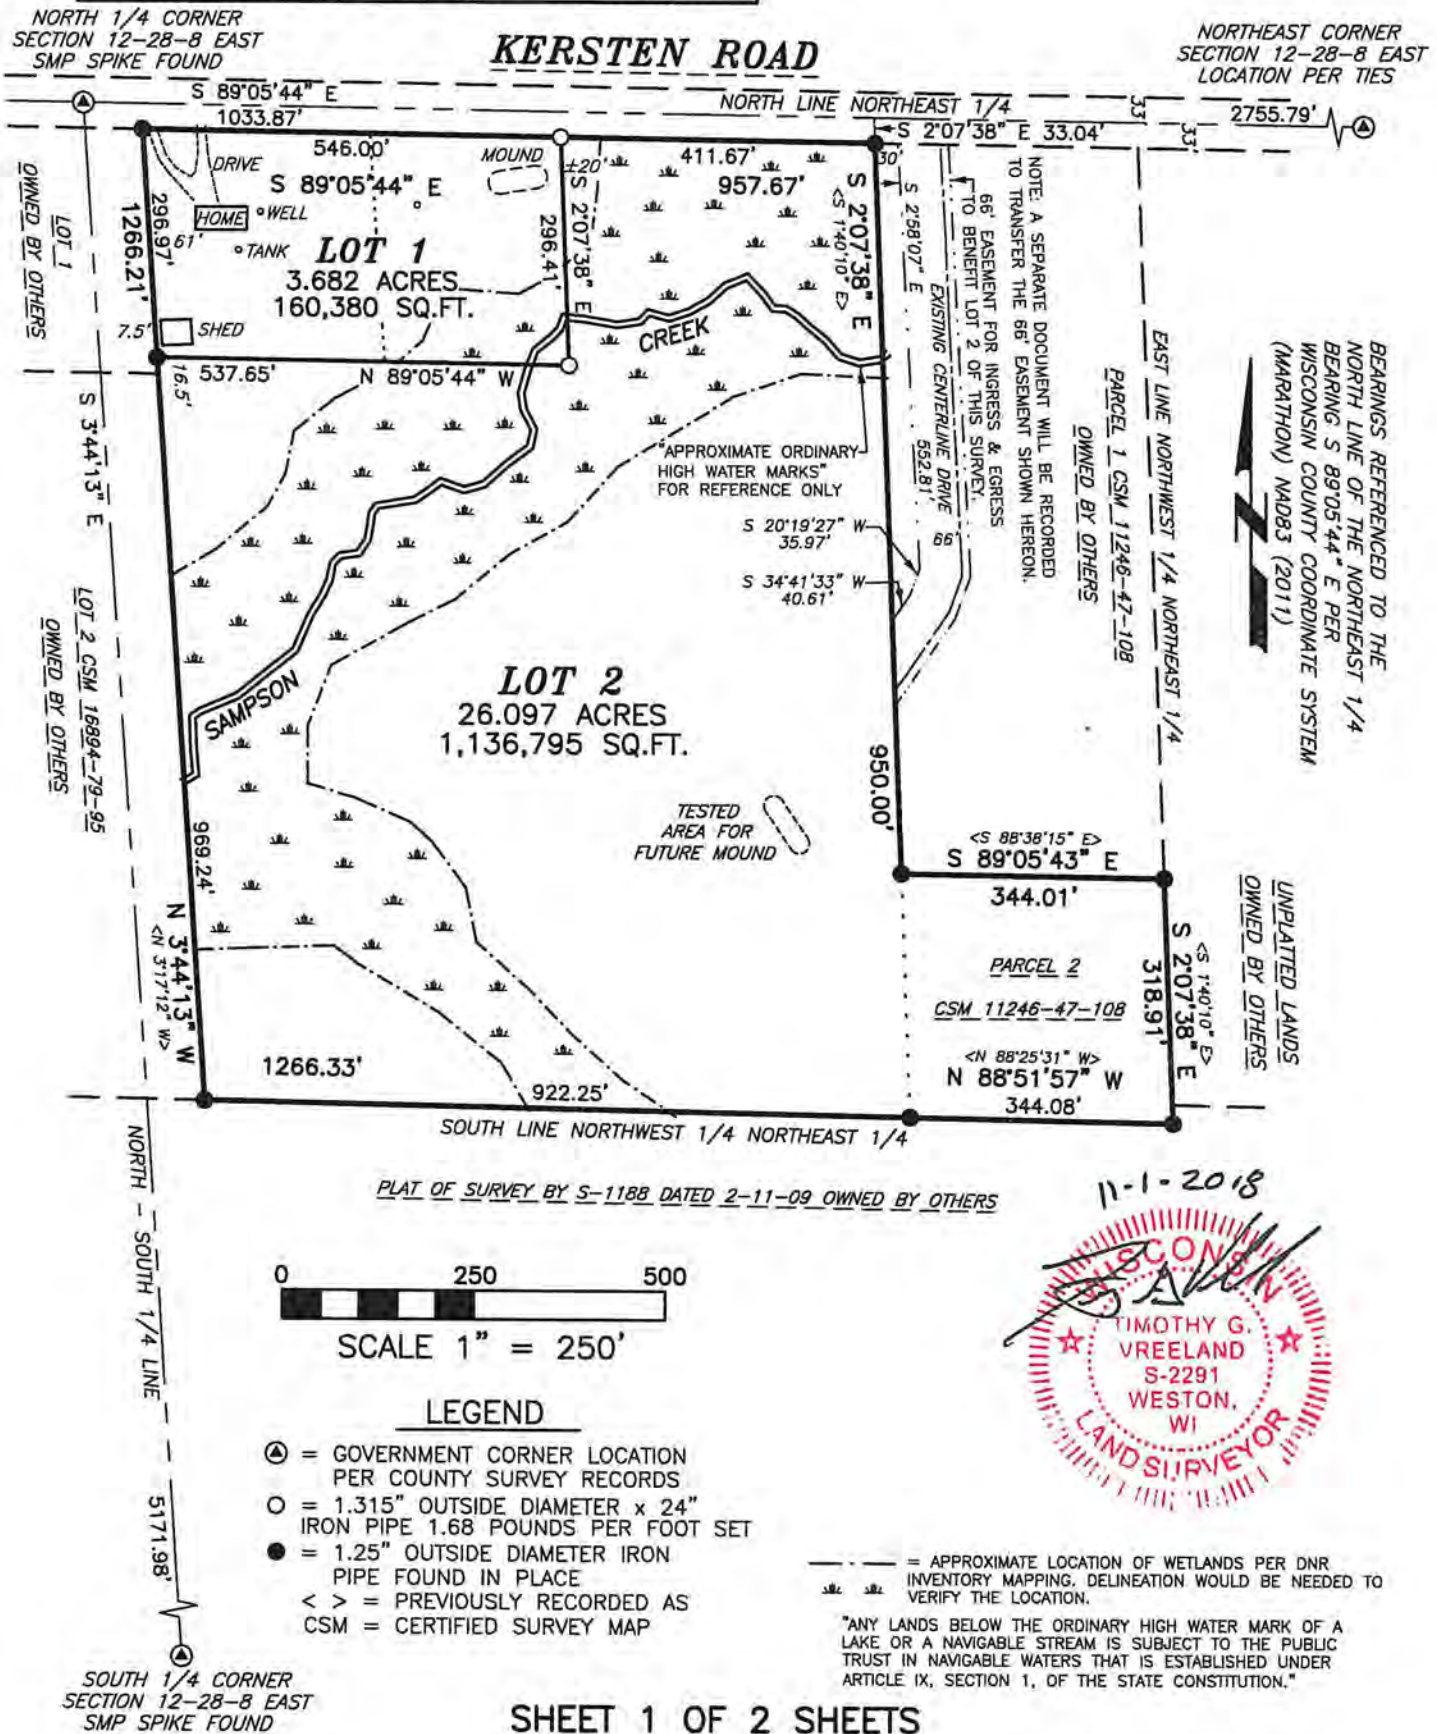 NORTH 1/4 CORNER
SECTION 12-28-8 EAST
SMP SPIKE FOUND
KERSTEN ROAD
NORTHEAST CORNER
SECTION 12-28-8 EAST
LOCATION PER TIES
S 89°05'44" E
1033.87'
NORTH LINE NORTHEAST 1/4
2755.79'
33'
33'
S 2°07'38" E 33.04'
546.00'
S 89°05'44" E
MOUND
±20'
411.67'
957.67'
30'
DRIVE
HOME
WELL
TANK
61'
296.97'
1266.21'
LOT 1
OWNED BY OTHERS
LOT 1
3.682 ACRES
160,380 SQ.FT.
296.41'
S 2°07'38" E
S 2°07'38" E
<S 1°40'10" E>
S 2°58'07" E
552.81'
EXISTING CENTERLINE DRIVE
66'
66' EASEMENT FOR INGRESS & EGRESS
TO BENEFIT LOT 2 OF THIS SURVEY.
NOTE: A SEPARATE DOCUMENT WILL BE RECORDED
TO TRANSFER THE 66' EASEMENT SHOWN HEREON.
EAST LINE NORTHWEST 1/4 NORTHEAST 1/4
PARCEL 1 CSM 11246-47-108
OWNED BY OTHERS
BEARINGS REFERENCED TO THE
NORTH LINE OF THE NORTHEAST 1/4
BEARING S 89°05'44" E PER
WISCONSIN COUNTY COORDINATE SYSTEM
(MARATHON) NAD83 (2011)
N
7.5'
SHED
16.5'
537.65'
N 89°05'44" W
CREEK
S 3°44'13" E
"APPROXIMATE ORDINARY
HIGH WATER MARKS"
FOR REFERENCE ONLY
S 20°19'27" W
35.97'
S 34°41'33" W
40.61'
LOT 2 CSM 16894-79-95
OWNED BY OTHERS
SAMPSON
LOT 2
26.097 ACRES
1,136,795 SQ.FT.
950.00'
TESTED
AREA FOR
FUTURE MOUND
969.24'
N 3°44'13" W
<N 3°17'12" W>
<S 88°38'15" E>
S 89°05'43" E
344.01'
UNPLATTED LANDS
OWNED BY OTHERS
PARCEL 2
CSM 11246-47-108
<S 1°40'10" E>
S 2°07'38" E
318.91'
<N 88°25'31" W>
N 88°51'57" W
344.08'
1266.33'
922.25'
SOUTH LINE NORTHWEST 1/4 NORTHEAST 1/4
PLAT OF SURVEY BY S-1188 DATED 2-11-09 OWNED BY OTHERS
NORTH - SOUTH 1/4 LINE
5171.98'
11-1-2018
WISCONSIN
TIMOTHY G.
VREELAND
S-2291
WESTON,
WI
LAND SURVEYOR
0 250 500
SCALE 1" = 250'
LEGEND
= GOVERNMENT CORNER LOCATION
PER COUNTY SURVEY RECORDS
= 1.315" OUTSIDE DIAMETER x 24"
IRON PIPE 1.68 POUNDS PER FOOT SET
= 1.25" OUTSIDE DIAMETER IRON
PIPE FOUND IN PLACE
< > = PREVIOUSLY RECORDED AS
CSM = CERTIFIED SURVEY MAP
= APPROXIMATE LOCATION OF WETLANDS PER DNR
INVENTORY MAPPING. DELINEATION WOULD BE NEEDED TO
VERIFY THE LOCATION.
"ANY LANDS BELOW THE ORDINARY HIGH WATER MARK OF A
LAKE OR A NAVIGABLE STREAM IS SUBJECT TO THE PUBLIC
TRUST IN NAVIGABLE WATERS THAT IS ESTABLISHED UNDER
ARTICLE IX, SECTION 1, OF THE STATE CONSTITUTION."
SOUTH 1/4 CORNER
SECTION 12-28-8 EAST
SMP SPIKE FOUND
SHEET 1 OF 2 SHEETS